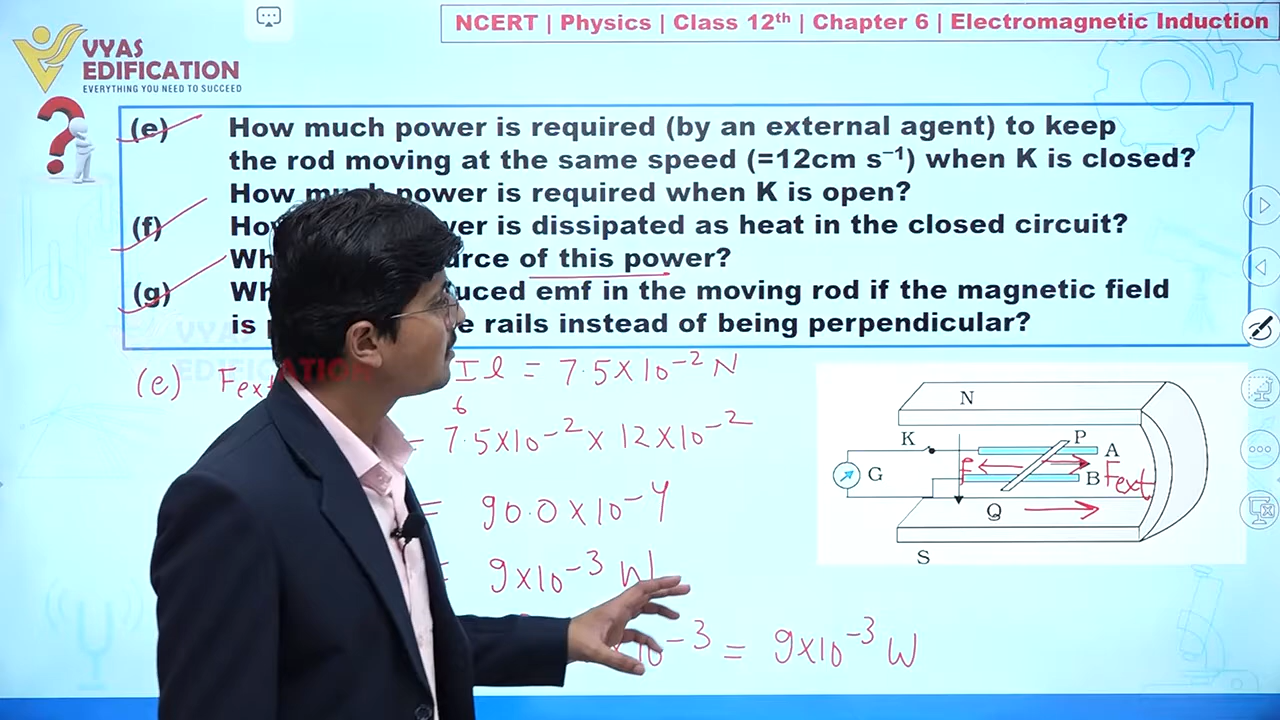 NCERT | Physics | Class 12th | Chapter 6 | Electromagnetic Induction
VYAS
EDIFICATION
EVERYTHING YOU NEED TO SUCCEED
(e) How much power is required (by an external agent) to keep
the rod moving at the same speed (=12cm s⁻¹) when K is closed?
How much power is required when K is open?
(f) is dissipated as heat in the closed circuit?
of this power?
(g) emf in the moving rod if the magnetic field
is rails instead of being perpendicular?
VYAS
EDIFICATION
(e) Fext Il = 7.5×10⁻² N
7.5×10⁻² × 12×10⁻²
= 90.0×10⁻⁴
= 9×10⁻³ W
10⁻³ = 9×10⁻³ W
N
K
P
A
G
F
B
Fext
Q
S